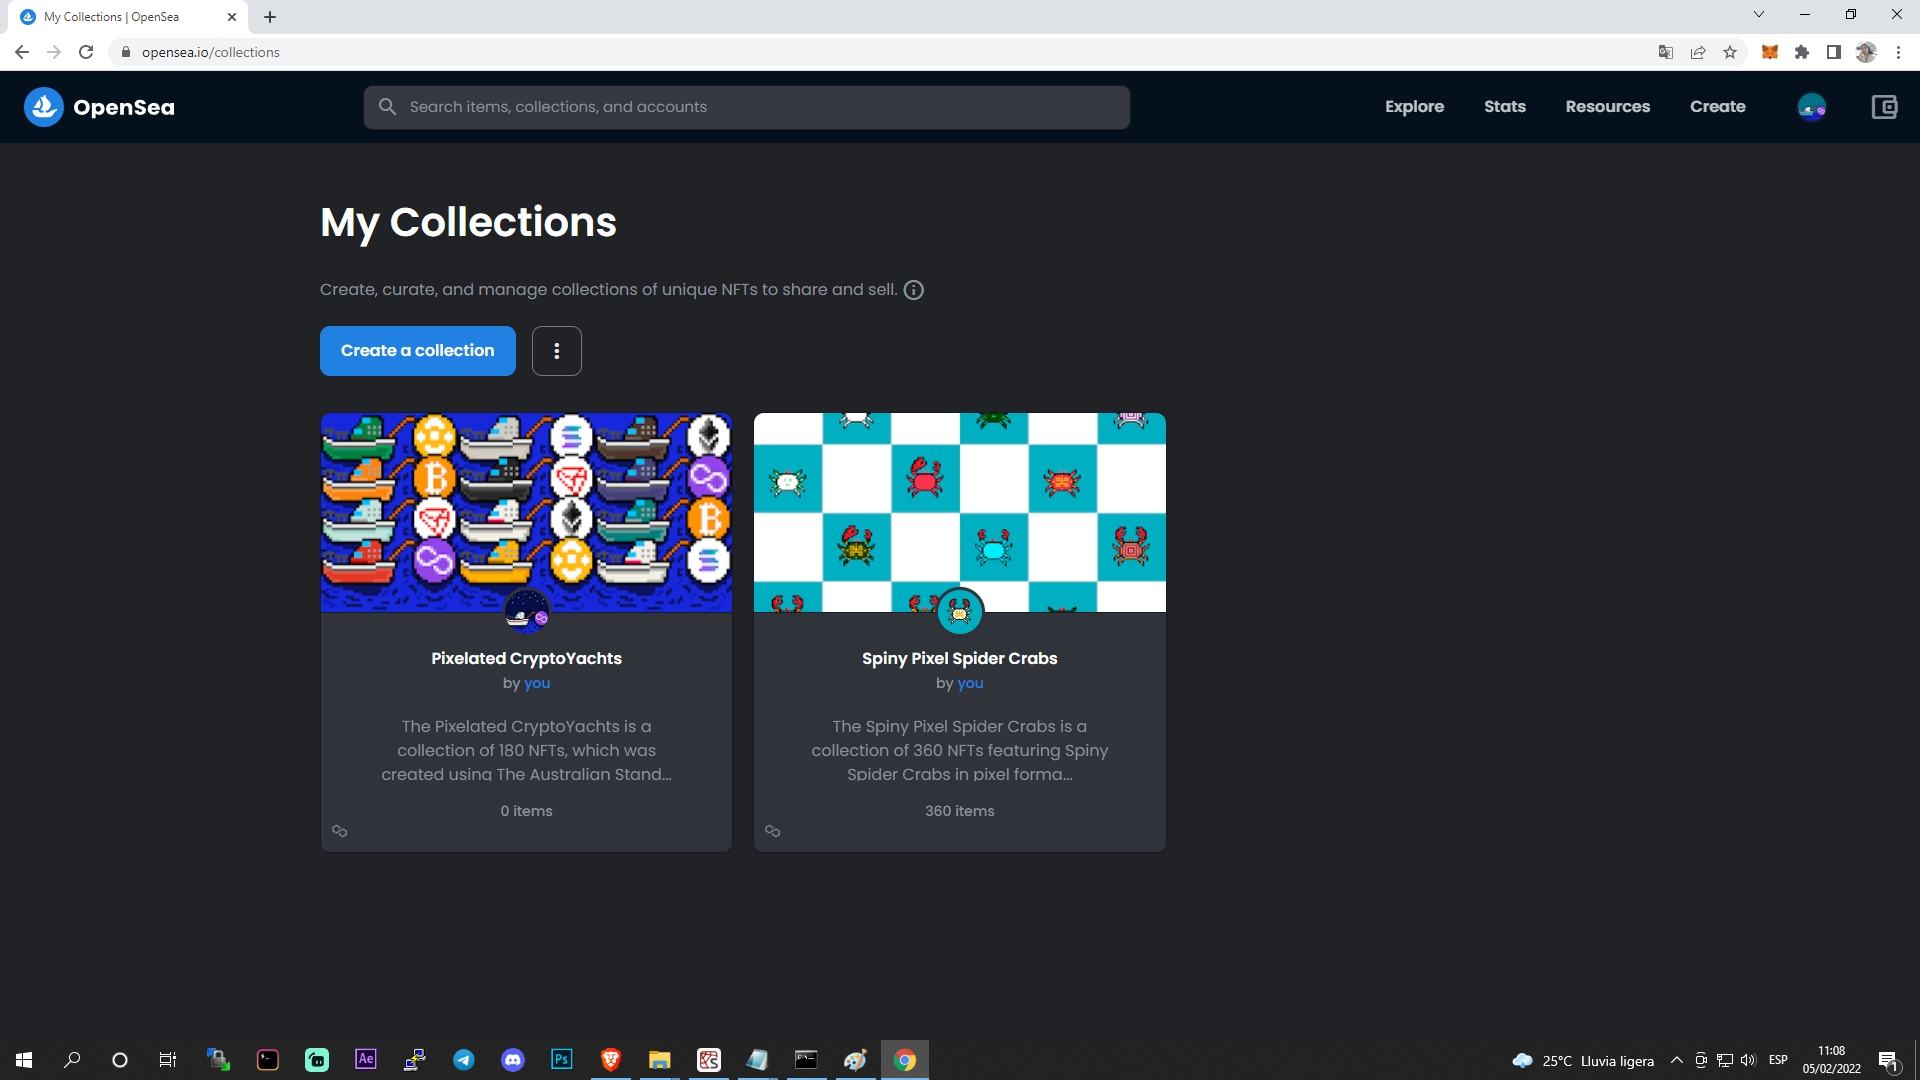 My Collections | OpenSea
opensea.io/collections
OpenSea
Search items, collections, and accounts
Explore
Stats
Resources
Create
My Collections
Create, curate, and manage collections of unique NFTs to share and sell.
Create a collection
Pixelated CryptoYachts
by you
The Pixelated CryptoYachts is a
collection of 180 NFTs, which was
created using The Australian Stand...
0 items
Spiny Pixel Spider Crabs
by you
The Spiny Pixel Spider Crabs is a
collection of 360 NFTs featuring Spiny
Spider Crabs in pixel forma...
360 items
Ae
Ps
25°C Lluvia ligera
ESP
11:08
05/02/2022
1